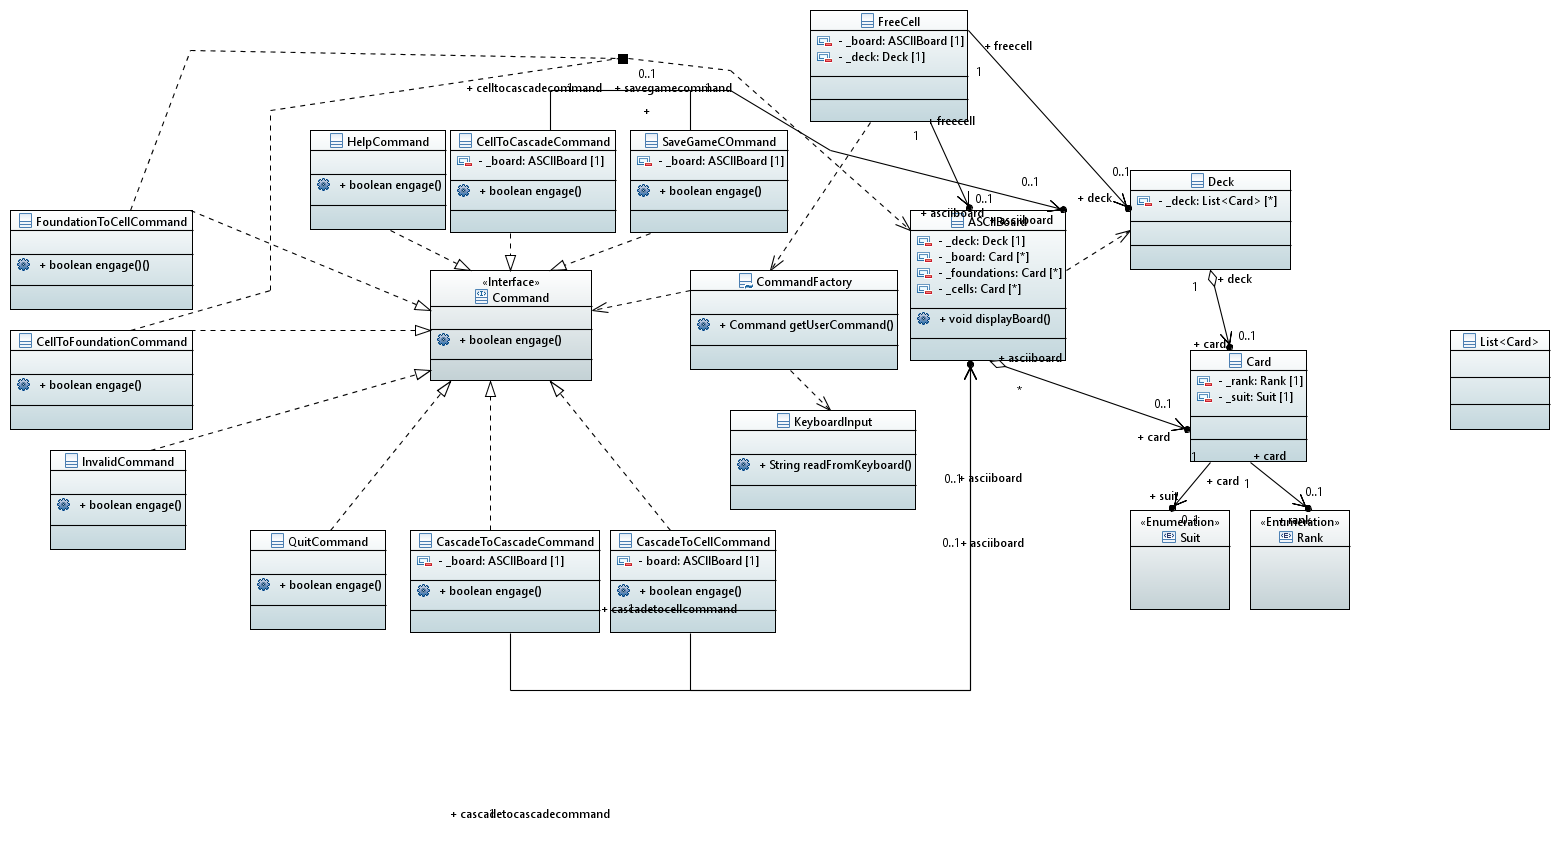 FreeCell
- _board: ASCIIBoard [1]
- _deck: Deck [1]
+ freecell
1
0..1
+ celltocascadecommand
1
+ savegamecommand
1
+
+ freecell
1
HelpCommand
+ boolean engage()
CellToCascadeCommand
- _board: ASCIIBoard [1]
+ boolean engage()
SaveGameCOmmand
- _board: ASCIIBoard [1]
+ boolean engage()
0..1
0..1
0..1
+ deck
+ asciiboard
+ asciiboard
Deck
- _deck: List<Card> [*]
FoundationToCellCommand
+ boolean engage()()
ASCIIBoard
- _deck: Deck [1]
- _board: Card [*]
- _foundations: Card [*]
- _cells: Card [*]
+ void displayBoard()
«Interface»
Command
+ boolean engage()
CommandFactory
+ Command getUserCommand()
1
+ deck
0..1
+ card
CellToFoundationCommand
+ boolean engage()
+ asciiboard
*
0..1
+ card
Card
- _rank: Rank [1]
- _suit: Suit [1]
List<Card>
KeyboardInput
+ String readFromKeyboard()
InvalidCommand
+ boolean engage()
1
+ card
+ card
1
0..1
+ asciiboard
+ suit
0..1
0..1
+ rank
«Enumeration»
Suit
«Enumeration»
Rank
0..1
+ asciiboard
QuitCommand
+ boolean engage()
CascadeToCascadeCommand
- _board: ASCIIBoard [1]
+ boolean engage()
CascadeToCellCommand
- board: ASCIIBoard [1]
+ boolean engage()
+ cascadetocellcommand
1
+ cascadetocascadecommand
1